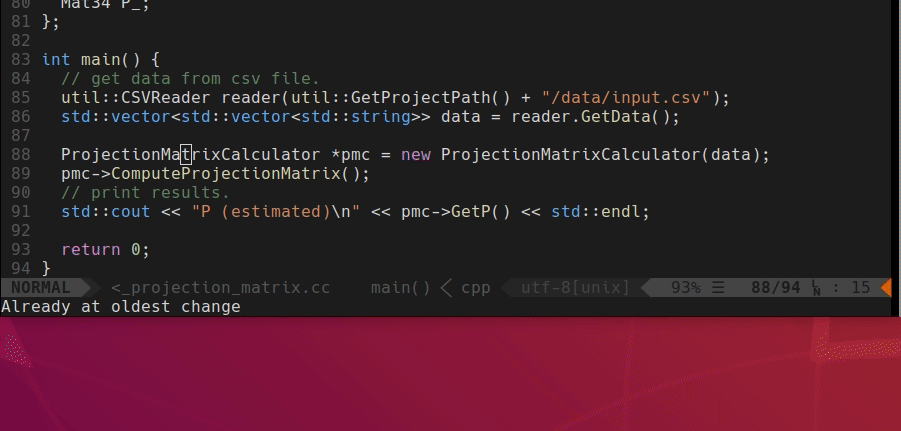 80   Mat34 P_;
81 };
82
83 int main() {
84   // get data from csv file.
85   util::CSVReader reader(util::GetProjectPath() + "/data/input.csv");
86   std::vector<std::vector<std::string>> data = reader.GetData();
87
88   ProjectionMatrixCalculator *pmc = new ProjectionMatrixCalculator(data);
89   pmc->ComputeProjectionMatrix();
90   // print results.
91   std::cout << "P (estimated)\n" << pmc->GetP() << std::endl;
92
93   return 0;
94 }
NORMAL <_projection_matrix.cc main() cpp utf-8[unix] 93% ☰ 88/94 ㏑ : 15
Already at oldest change